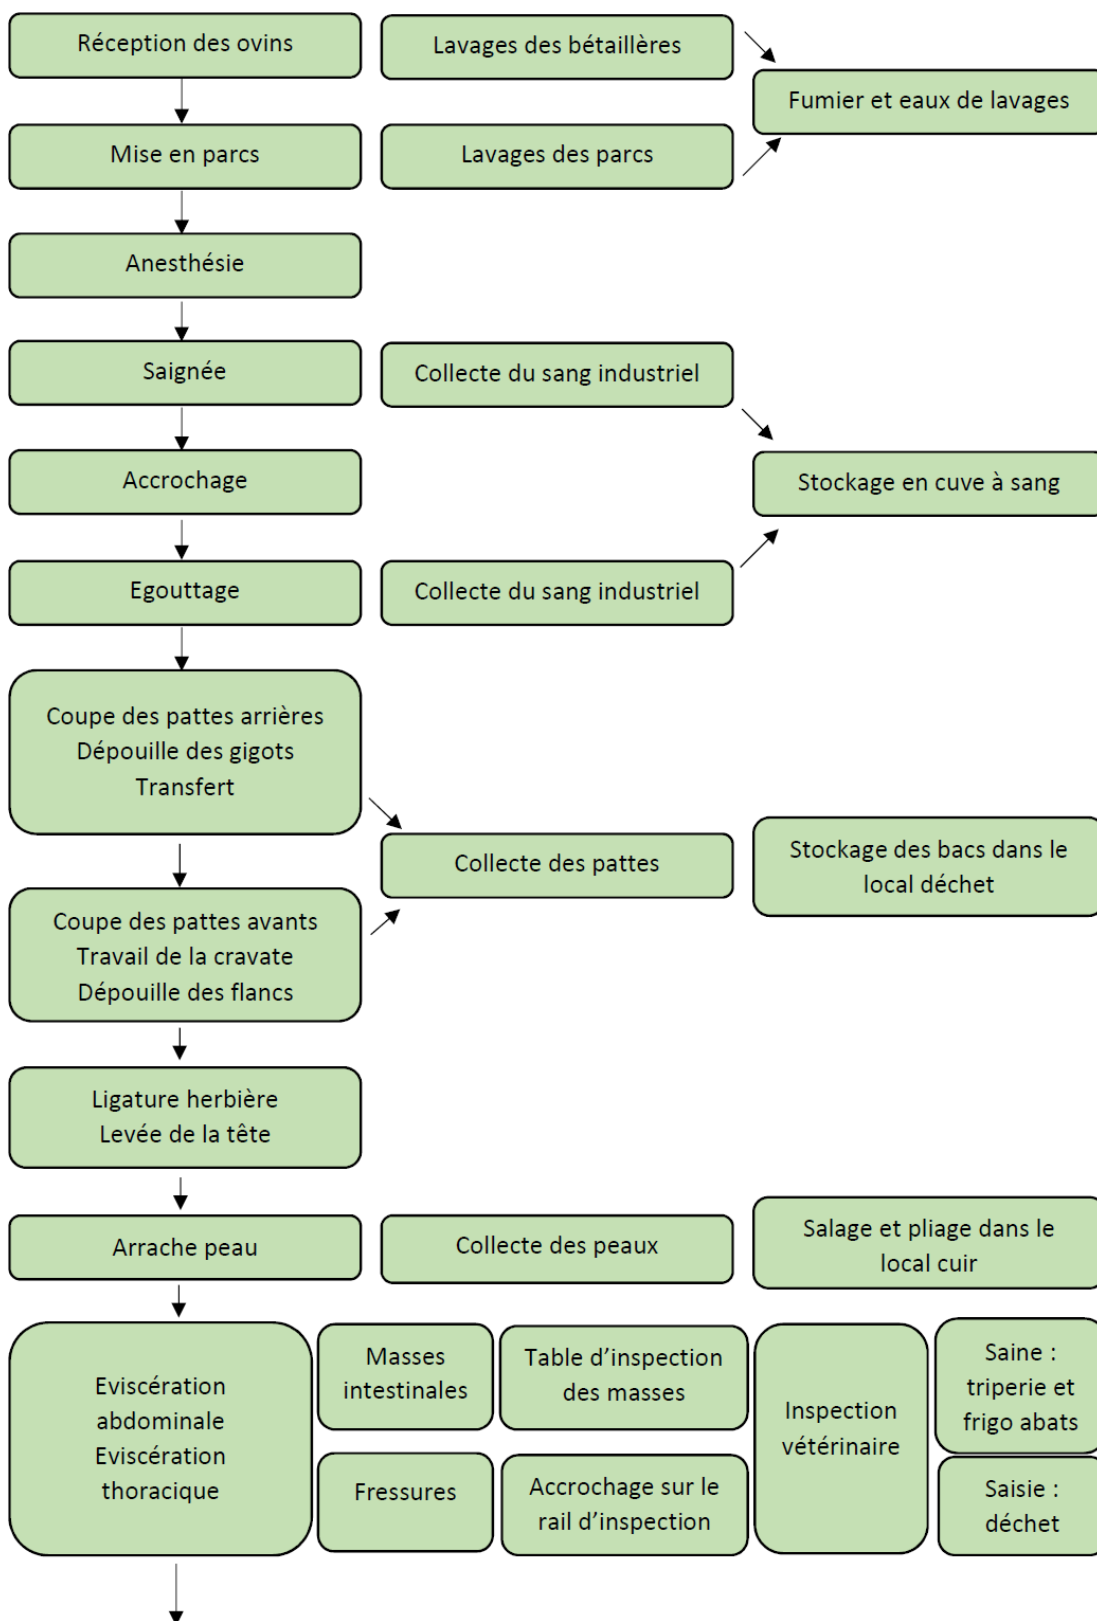 Réception des ovins
Lavages des bétaillères
Fumier et eaux de lavages
Mise en parcs
Lavages des parcs
Anesthésie
Saignée
Collecte du sang industriel
Accrochage
Stockage en cuve à sang
Egouttage
Collecte du sang industriel
Coupe des pattes arrières
Dépouille des gigots
Transfert
Collecte des pattes
Stockage des bacs dans le
local déchet
Coupe des pattes avants
Travail de la cravate
Dépouille des flancs
Ligature herbière
Levée de la tête
Arrache peau
Collecte des peaux
Salage et pliage dans le
local cuir
Eviscération
abdominale
Eviscération
thoracique
Masses
intestinales
Table d’inspection
des masses
Fressures
Accrochage sur le
rail d’inspection
Inspection
vétérinaire
Saine :
triperie et
frigo abats
Saisie :
déchet